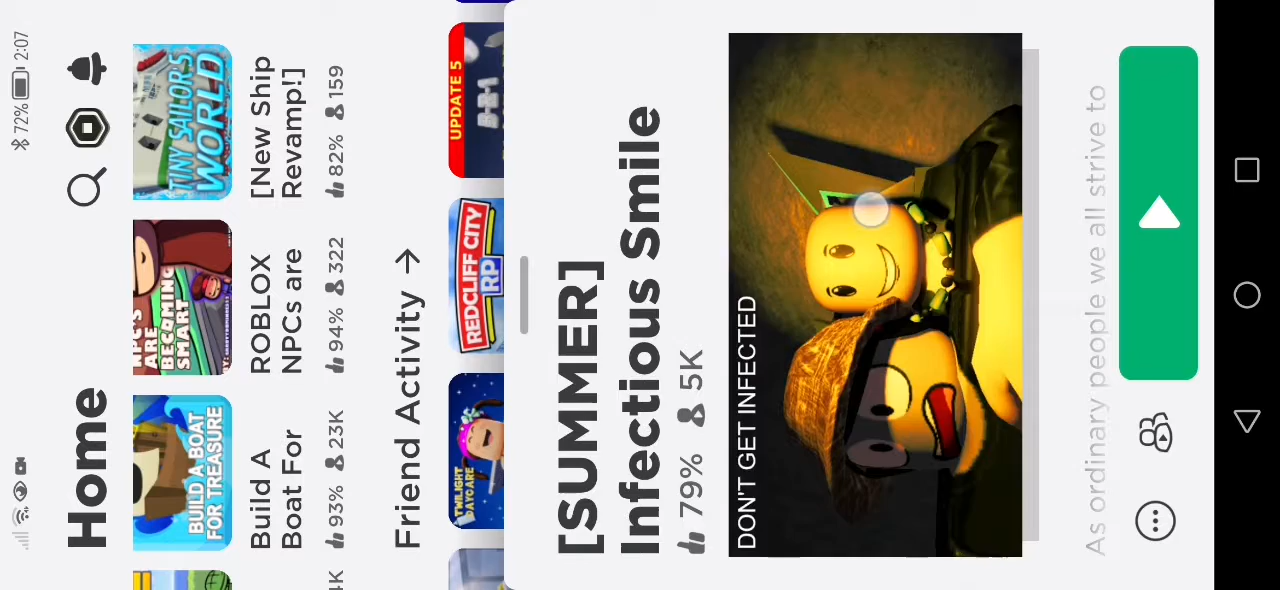 72% 2:07
Home
TINY SAILOR'S
WORLD
ARE
BECOMING
SMART
BUILD A BOAT
FOR TREASURE
[New Ship
Revamp!]
82% 159
ROBLOX
NPCs are
94% 322
Build A
Boat For
93% 23K
4K
Friend Activity →
UPDATE 5
REDCLIFF CITY
RP
TWILIGHT
DAYCARE
[SUMMER]
Infectious Smile
79% 5K
DON'T GET INFECTED
As ordinary people we all strive to